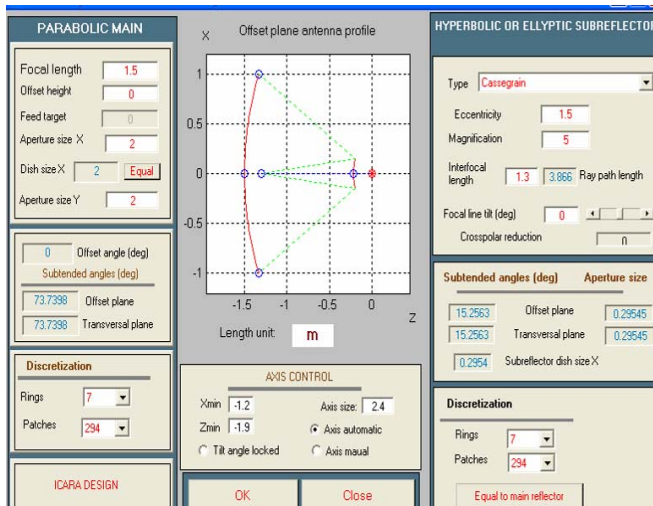 PARABOLIC MAIN
Focal length 1.5
Offset height 0
Feed target 0
Aperture size X 2
Dish size X 2 Equal
Aperture size Y 2
0 Offset angle (deg)
Subtended angles (deg)
73.7398 Offset plane
73.7398 Transversal plane
Discretization
Rings 7
Patches 294
ICARA DESIGN
X Offset plane antenna profile
1
0.5
0
-0.5
-1
-1.5 -1 -0.5 0
Z
Length unit: m
AXIS CONTROL
Xmin -1.2 Axis size: 2.4
Zmin -1.9 Axis automatic
Tilt angle locked Axis maual
OK Close
HYPERBOLIC OR ELLYPTIC SUBREFLECTOR
Type Cassegrain
Eccentricity 1.5
Magnification 5
Interfocal
length 1.3 3.866 Ray path length
Focal line tilt (deg) 0
Crosspolar reduction 0
Subtended angles (deg) Aperture size
15.2563 Offset plane 0.29545
15.2563 Transversal plane 0.29545
0.2954 Subreflector dish size X
Discretization
Rings 7
Patches 294
Equal to main reflector